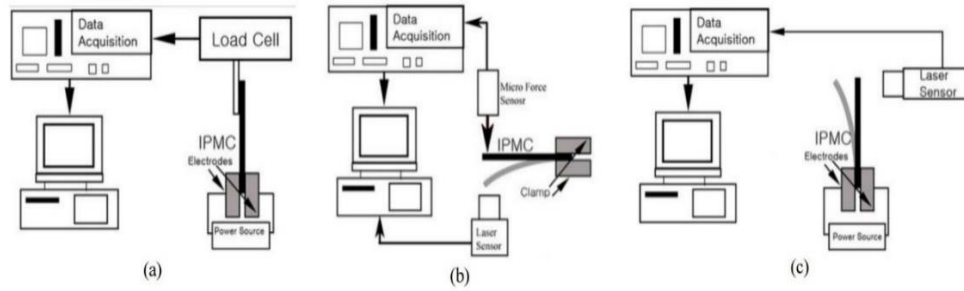 Data
Acquisition
Load Cell
IPMC
Electrodes
Power Source
(a)
Data
Acquisition
Micro Force
Senosr
IPMC
Clamp
Laser
Sensor
(b)
Data
Acquisition
Laser
Sensor
IPMC
Electrodes
Power Source
(c)